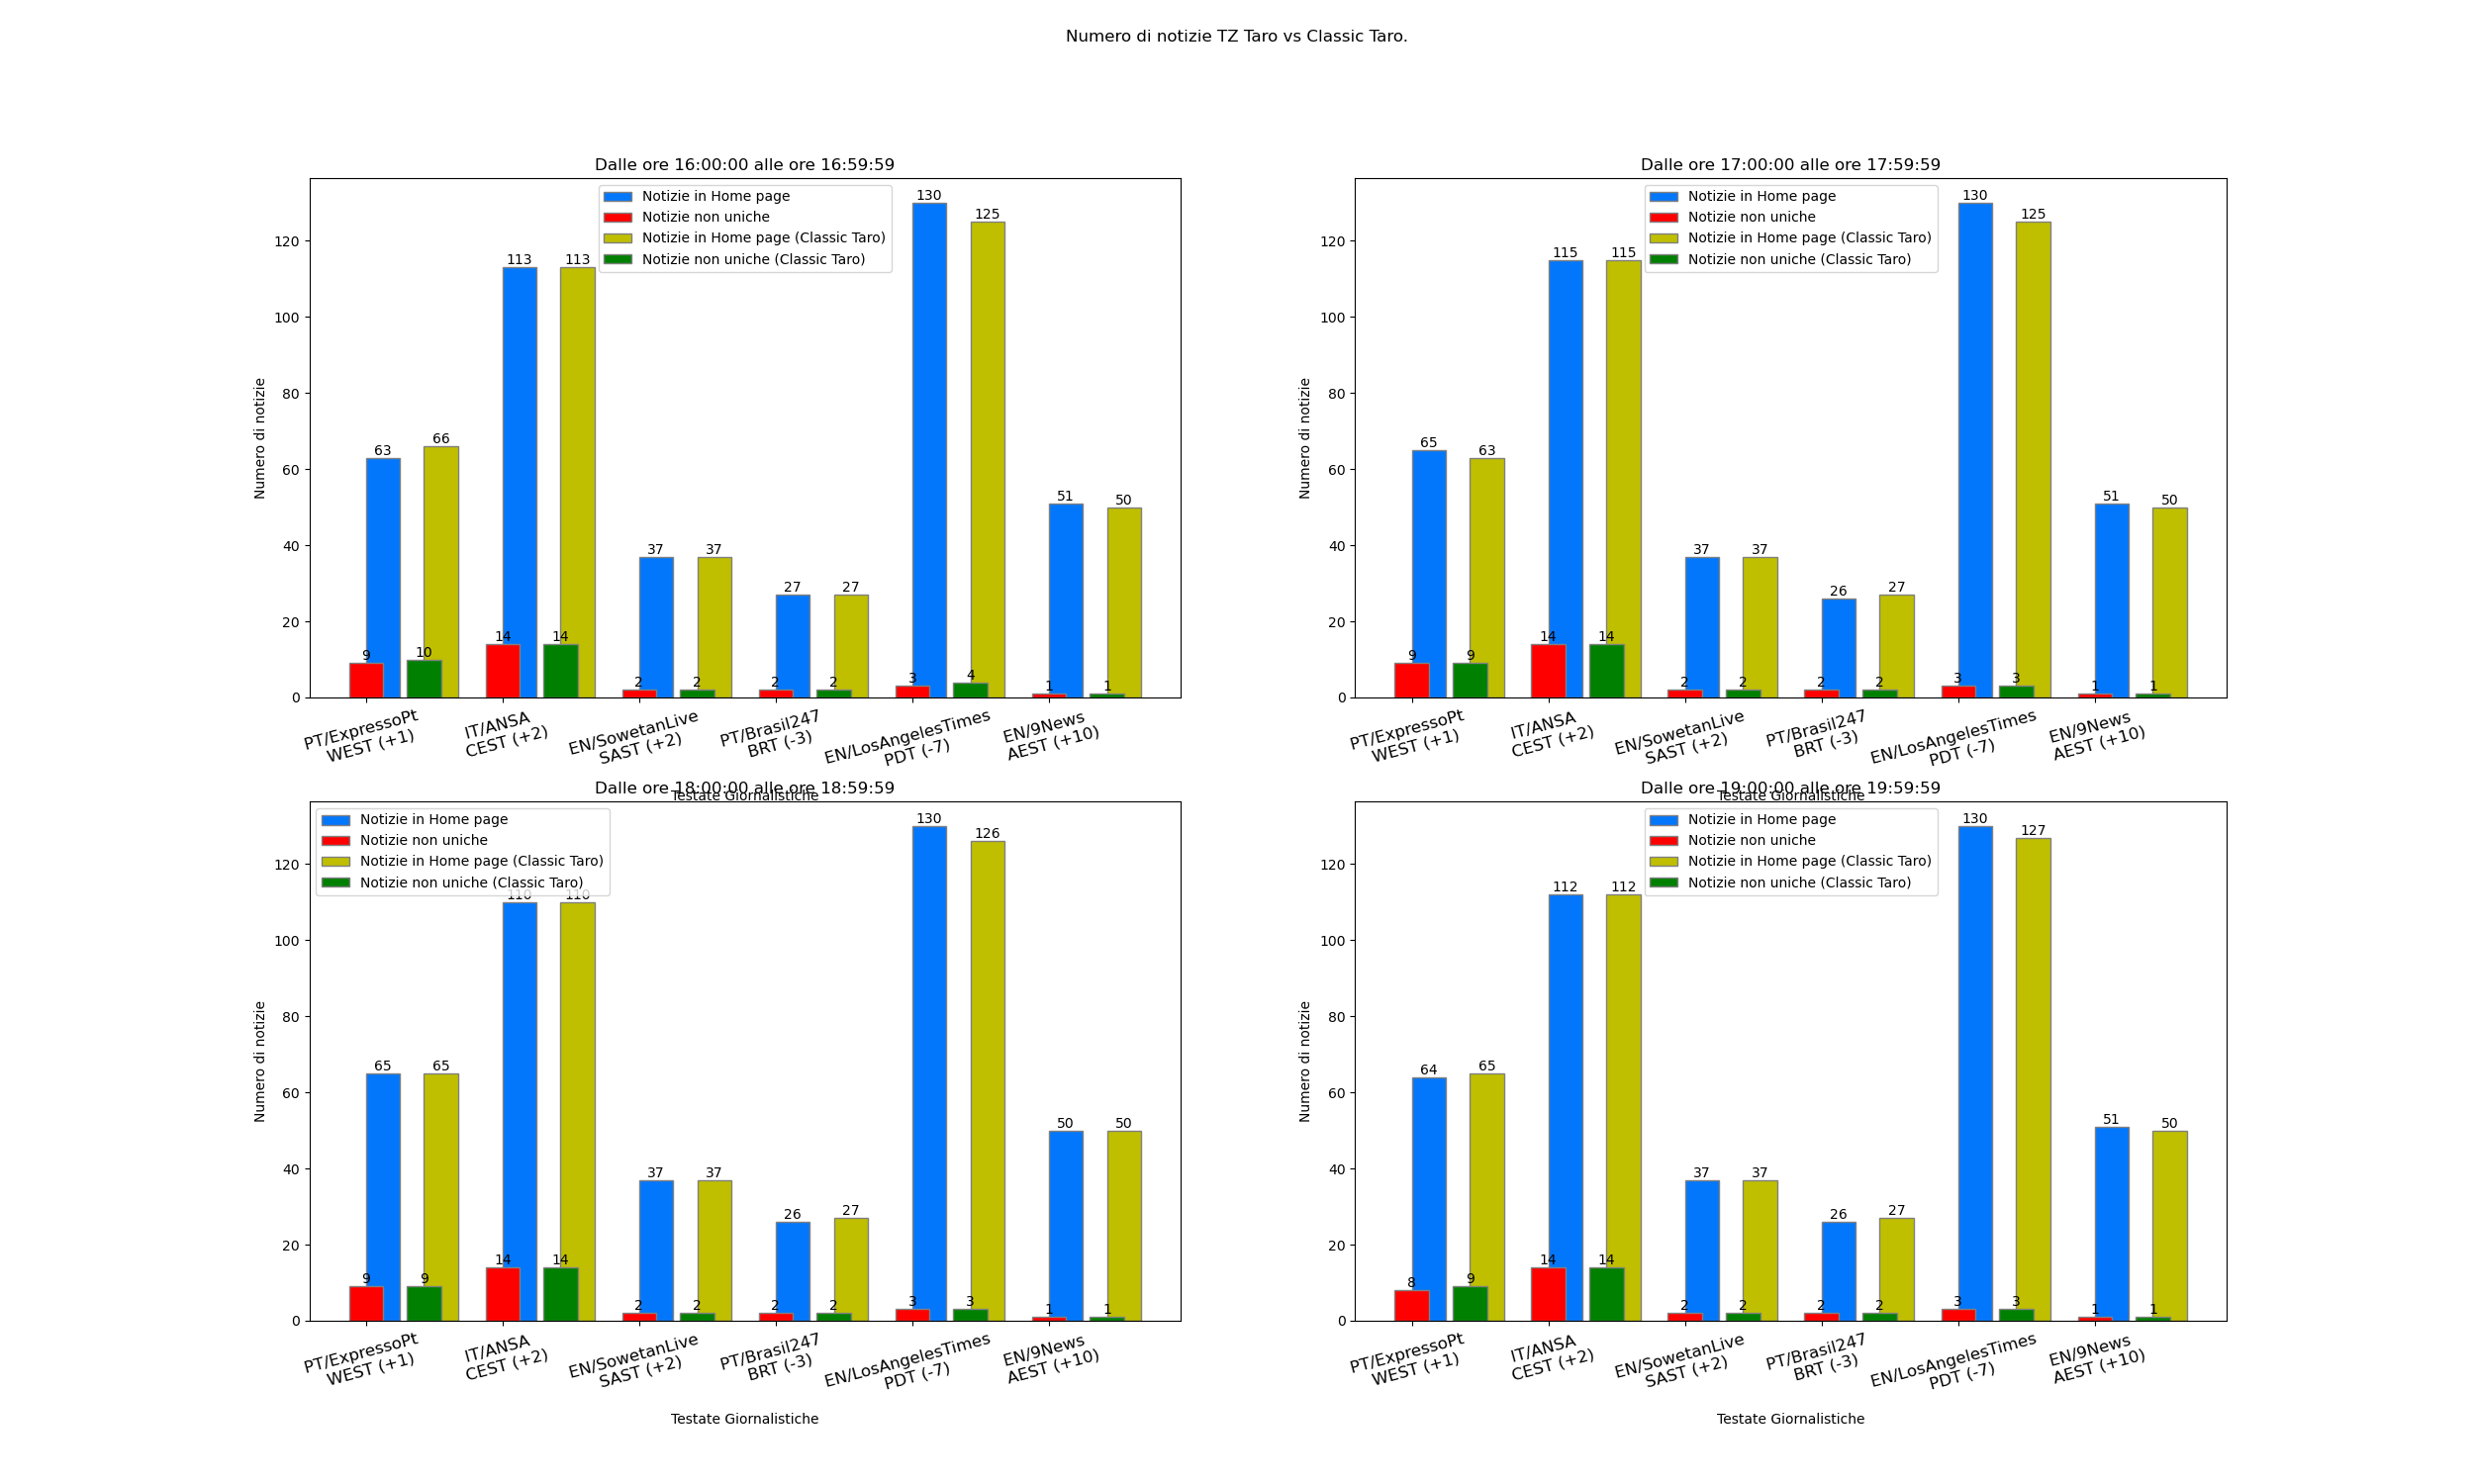 Numero di notizie TZ Taro vs Classic Taro.
Dalle ore 16:00:00 alle ore 16:59:59
Notizie in Home page
Notizie non uniche
Notizie in Home page (Classic Taro)
Notizie non uniche (Classic Taro)
Numero di notizie
120
100
80
60
40
20
0
63 66 113 113 37 37 27 27 130 125 51 50
9 10 14 14 2 2 2 2 3 4 1 1
PT/ExpressoPt
WEST (+1)
IT/ANSA
CEST (+2)
EN/SowetanLive
SAST (+2)
PT/Brasil247
BRT (-3)
EN/LosAngelesTimes
PDT (-7)
EN/9News
AEST (+10)
Testate Giornalistiche
Dalle ore 17:00:00 alle ore 17:59:59
Notizie in Home page
Notizie non uniche
Notizie in Home page (Classic Taro)
Notizie non uniche (Classic Taro)
Numero di notizie
120
100
80
60
40
20
0
65 63 115 115 37 37 26 27 130 125 51 50
9 9 14 14 2 2 2 2 3 3 1 1
PT/ExpressoPt
WEST (+1)
IT/ANSA
CEST (+2)
EN/SowetanLive
SAST (+2)
PT/Brasil247
BRT (-3)
EN/LosAngelesTimes
PDT (-7)
EN/9News
AEST (+10)
Testate Giornalistiche
Dalle ore 18:00:00 alle ore 18:59:59
Notizie in Home page
Notizie non uniche
Notizie in Home page (Classic Taro)
Notizie non uniche (Classic Taro)
Numero di notizie
120
100
80
60
40
20
0
65 65 110 110 37 37 26 27 130 126 50 50
9 9 14 14 2 2 2 2 3 3 1 1
PT/ExpressoPt
WEST (+1)
IT/ANSA
CEST (+2)
EN/SowetanLive
SAST (+2)
PT/Brasil247
BRT (-3)
EN/LosAngelesTimes
PDT (-7)
EN/9News
AEST (+10)
Testate Giornalistiche
Dalle ore 19:00:00 alle ore 19:59:59
Notizie in Home page
Notizie non uniche
Notizie in Home page (Classic Taro)
Notizie non uniche (Classic Taro)
Numero di notizie
120
100
80
60
40
20
0
64 65 112 112 37 37 26 27 130 127 51 50
8 9 14 14 2 2 2 2 3 3 1 1
PT/ExpressoPt
WEST (+1)
IT/ANSA
CEST (+2)
EN/SowetanLive
SAST (+2)
PT/Brasil247
BRT (-3)
EN/LosAngelesTimes
PDT (-7)
EN/9News
AEST (+10)
Testate Giornalistiche